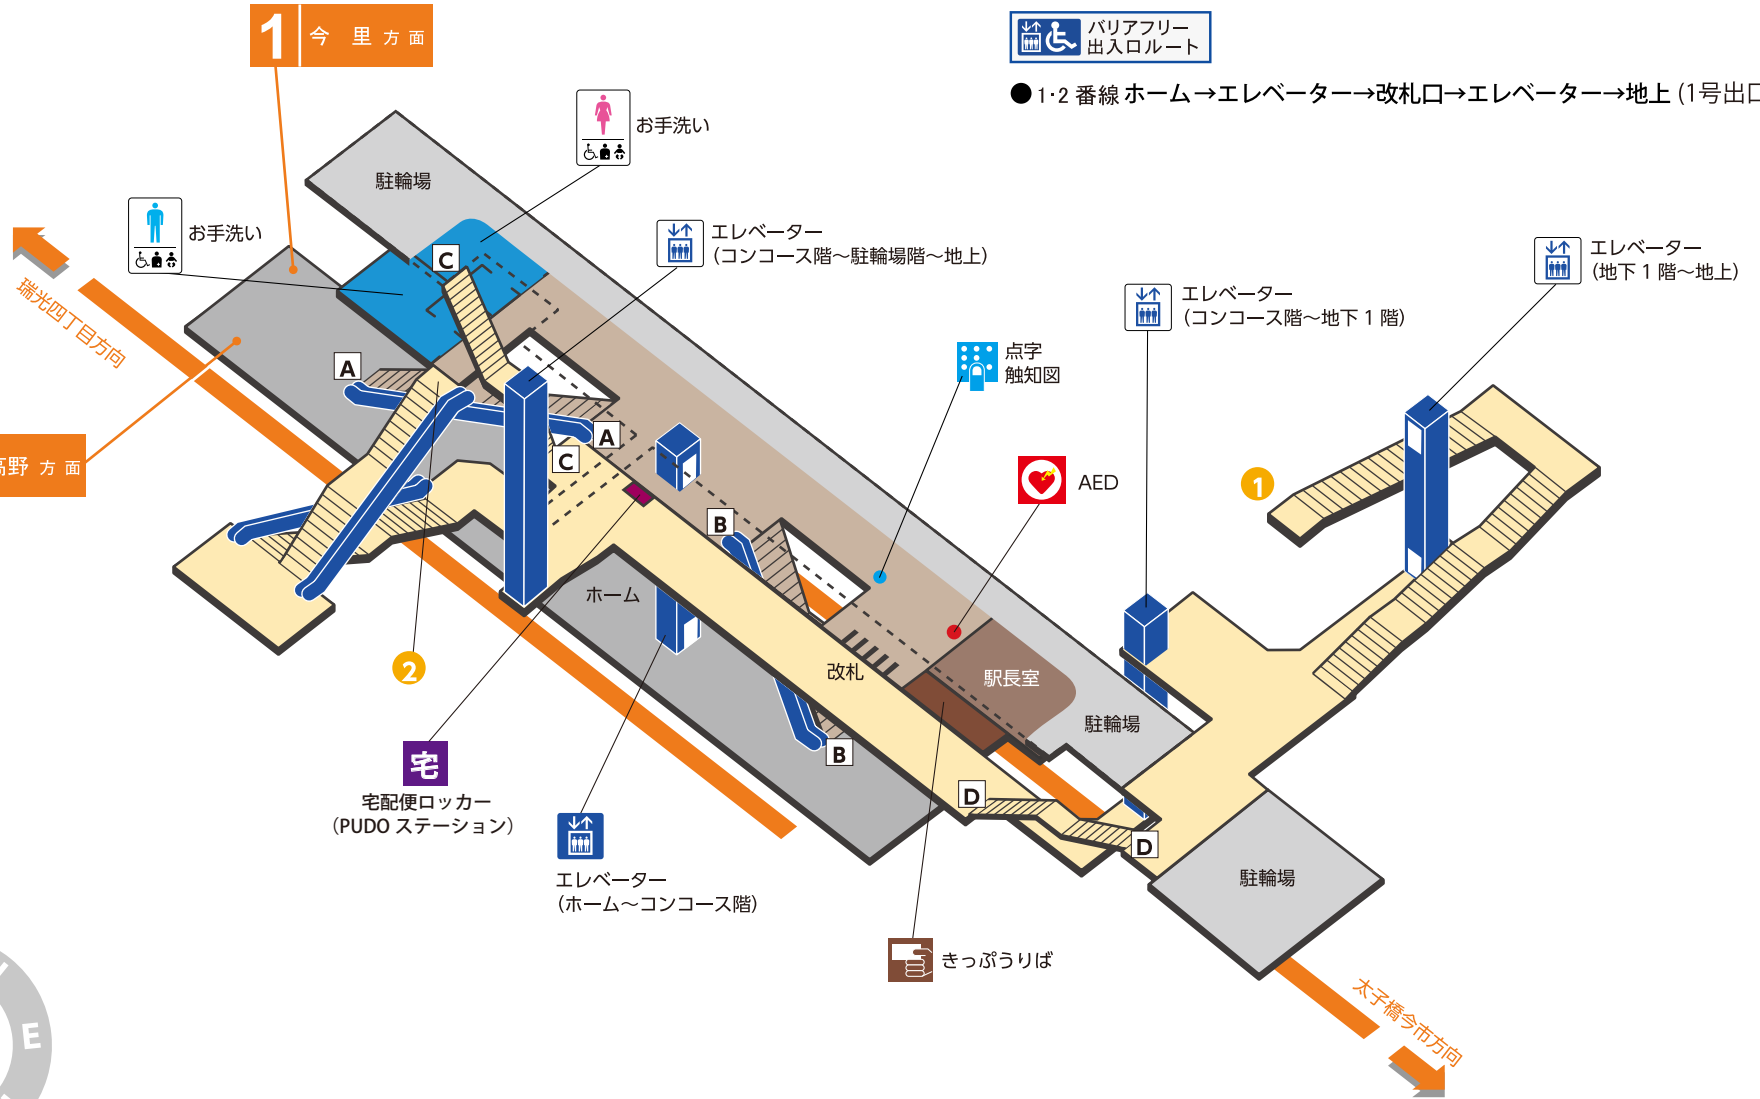 1 今里方面
バリアフリー
出入口ルート
●1・2 番線 ホーム→エレベーター→改札口→エレベーター→地上 (1号出口
お手洗い
駐輪場
お手洗い
C
エレベーター
(コンコース階～駐輪場階～地上)
エレベーター
(地下1階～地上)
エレベーター
(コンコース階～地下1階)
瑞光四丁目方向
点字
触知図
A
A
C
高野 方面
AED
1
B
ホーム
2
改札
駅長室
駐輪場
B
宅
宅配便ロッカー
(PUDO ステーション)
D
D
エレベーター
(ホーム～コンコース階)
駐輪場
きっぷうりば
太子橋今市方向
E